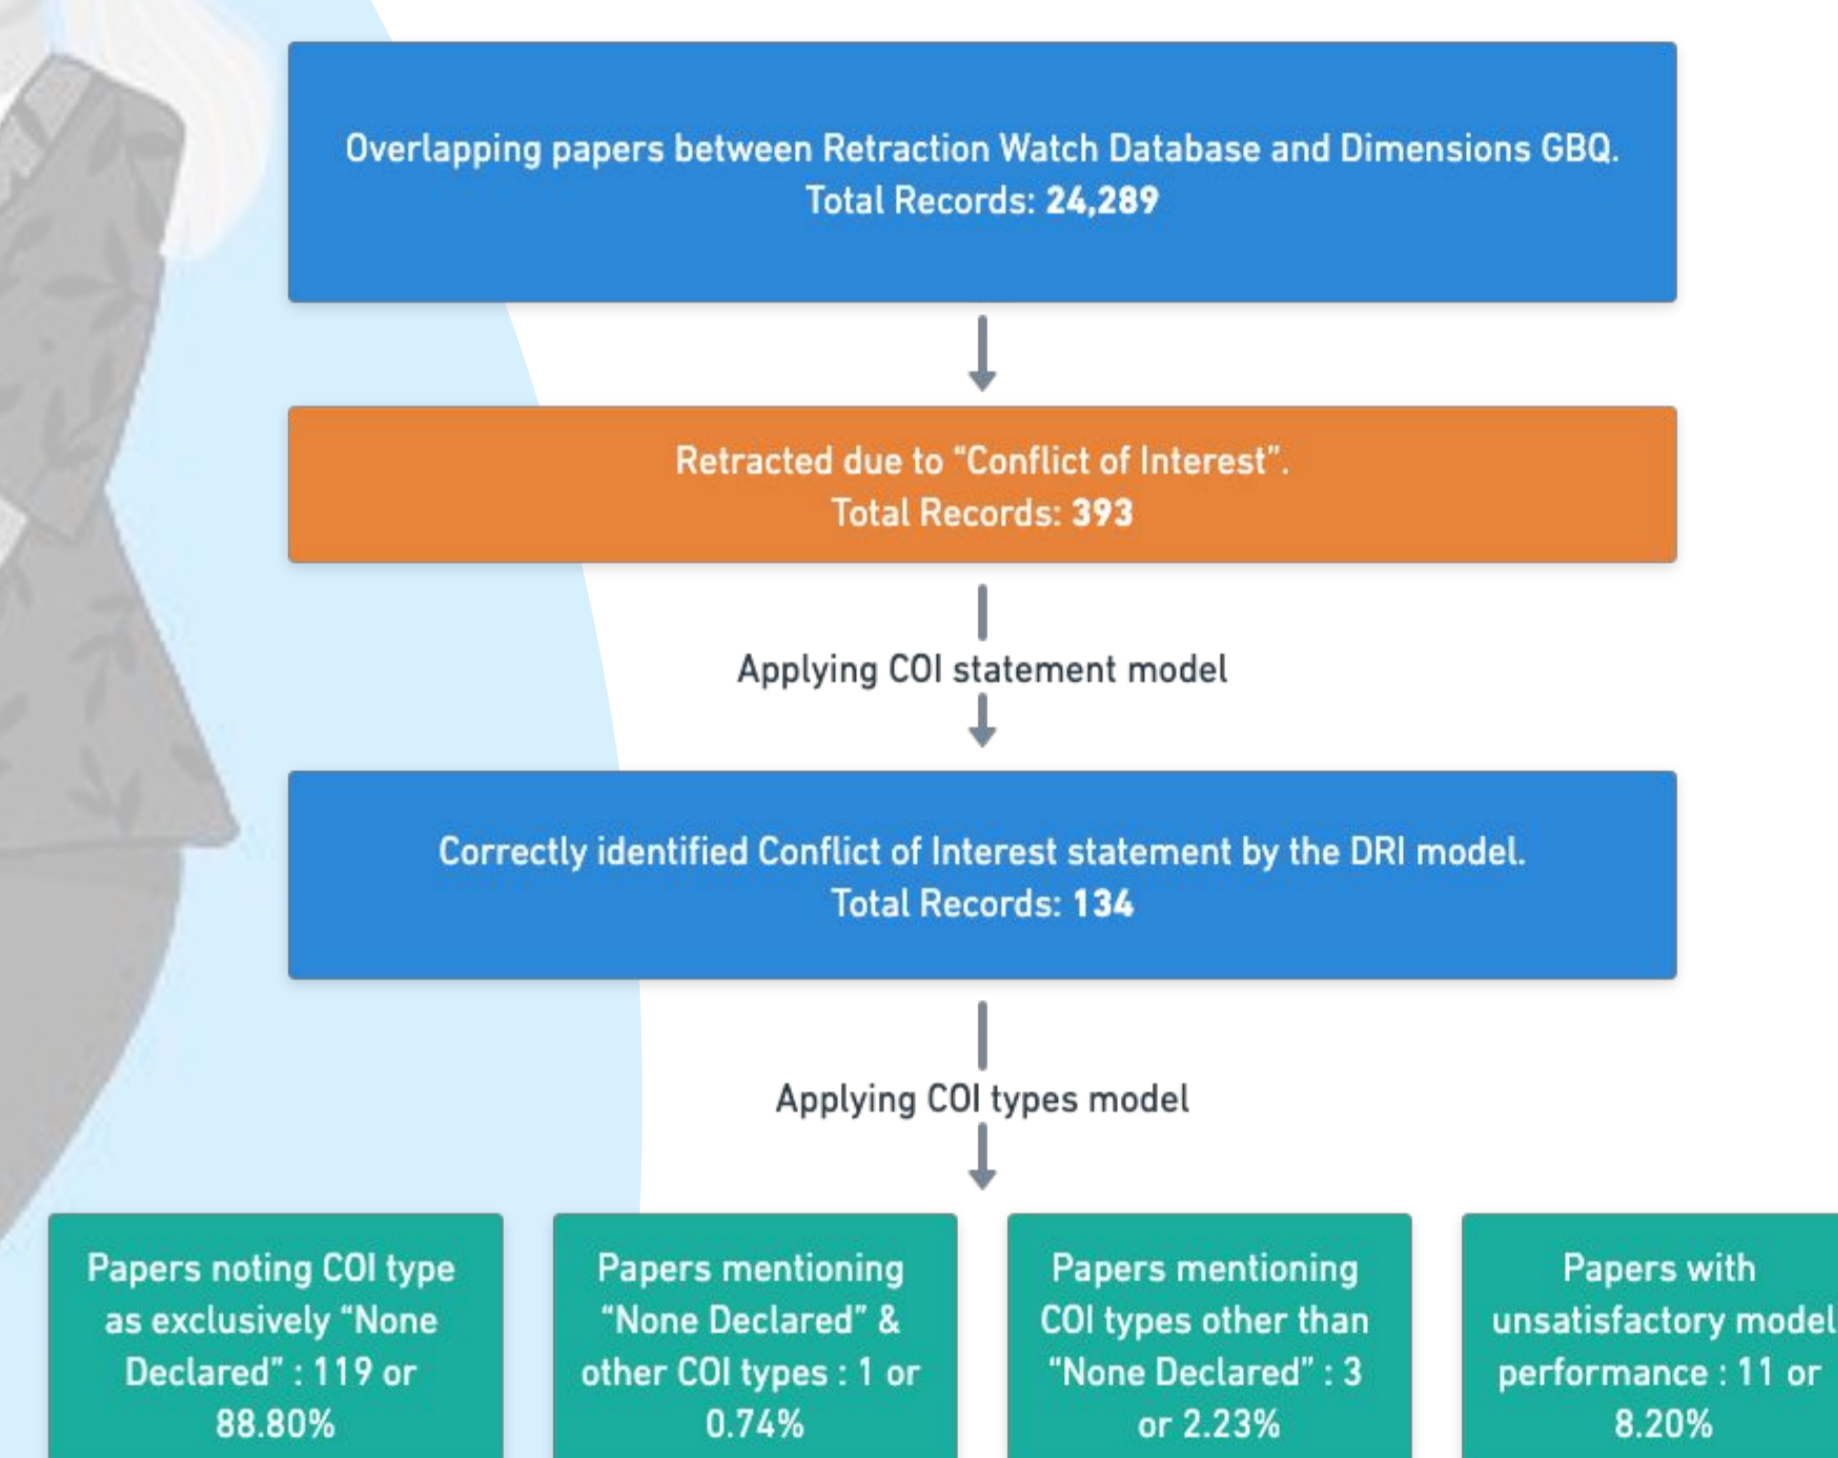 Overlapping papers between Retraction Watch Database and Dimensions GBQ.
Total Records: 24,289
Retracted due to “Conflict of Interest”.
Total Records: 393
Applying COI statement model
Correctly identified Conflict of Interest statement by the DRI model.
Total Records: 134
Applying COI types model
Papers noting COI type
as exclusively “None
Declared” : 119 or
88.80%
Papers mentioning
“None Declared” &
other COI types : 1 or
0.74%
Papers mentioning
COI types other than
“None Declared” : 3
or 2.23%
Papers with
unsatisfactory model
performance : 11 or
8.20%